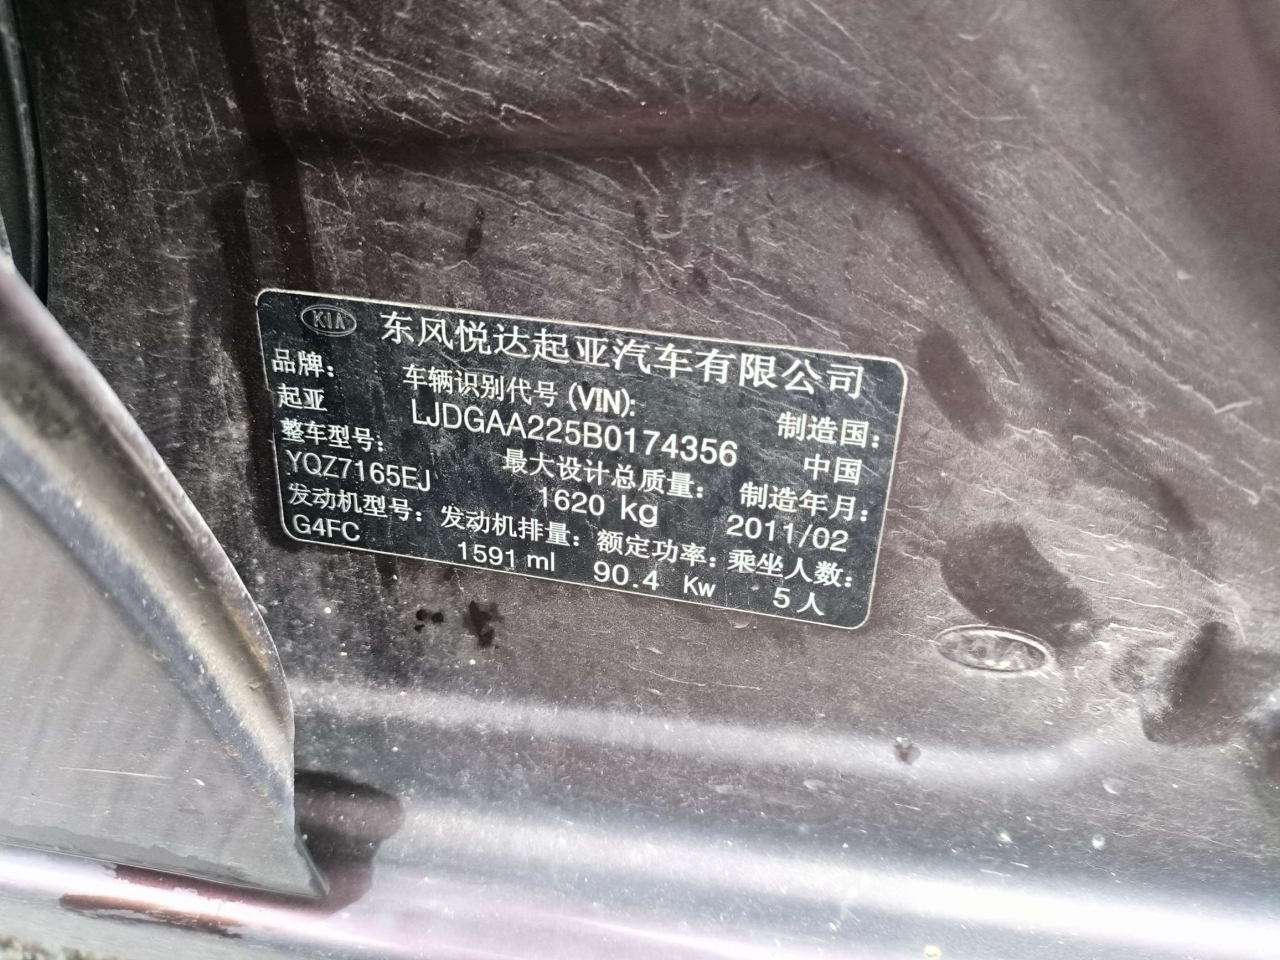 KIA 东风悦达起亚汽车有限公司
品牌: 车辆识别代号 (VIN): 制造国:
起亚 LJDGAA225B0174356 中国
整车型号: 最大设计总质量: 制造年月:
YQZ7165EJ 1620 kg 2011/02
发动机型号: 发动机排量: 额定功率: 乘坐人数:
G4FC 1591 ml 90.4 Kw 5人
KIA